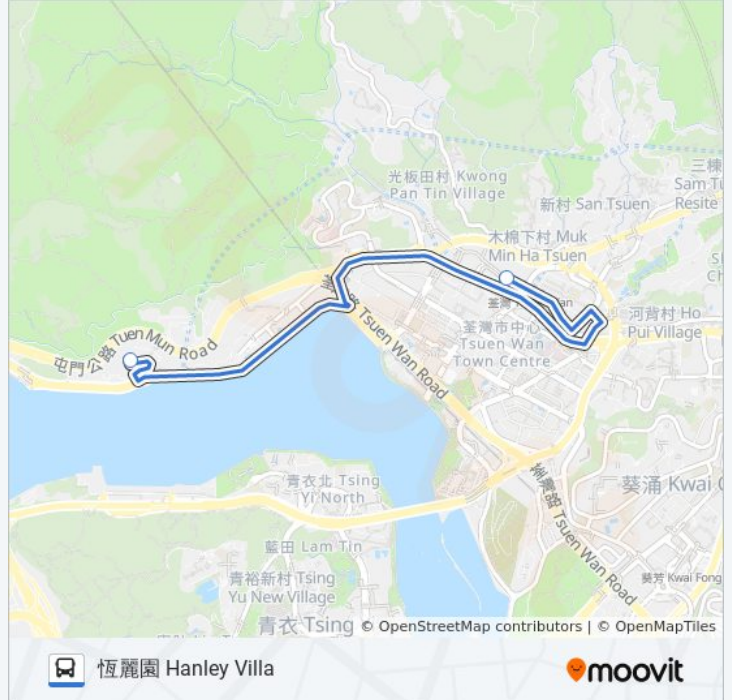 光板田村 Kwong
Pan Tin Village
三棟
Sam Tu
Resite
新村 San Tsuen
木棉下村 Muk
Min Ha Tsuen
河背村 Ho
Pui Village
荃灣市中心
Tsuen Wan
Town Centre
屯門公路 Tuen Mun Road
Tsuen Wan Road
青衣北 Tsing
Yi North
荃灣路 Tsuen Wan Road
葵涌 Kwai C
藍田 Lam Tin
青裕新村 Tsing
Yu New Village
葵芳 Kwai Fong
青衣 Tsing
© OpenStreetMap contributors | © OpenMapTiles
恆麗園 Hanley Villa
moovit